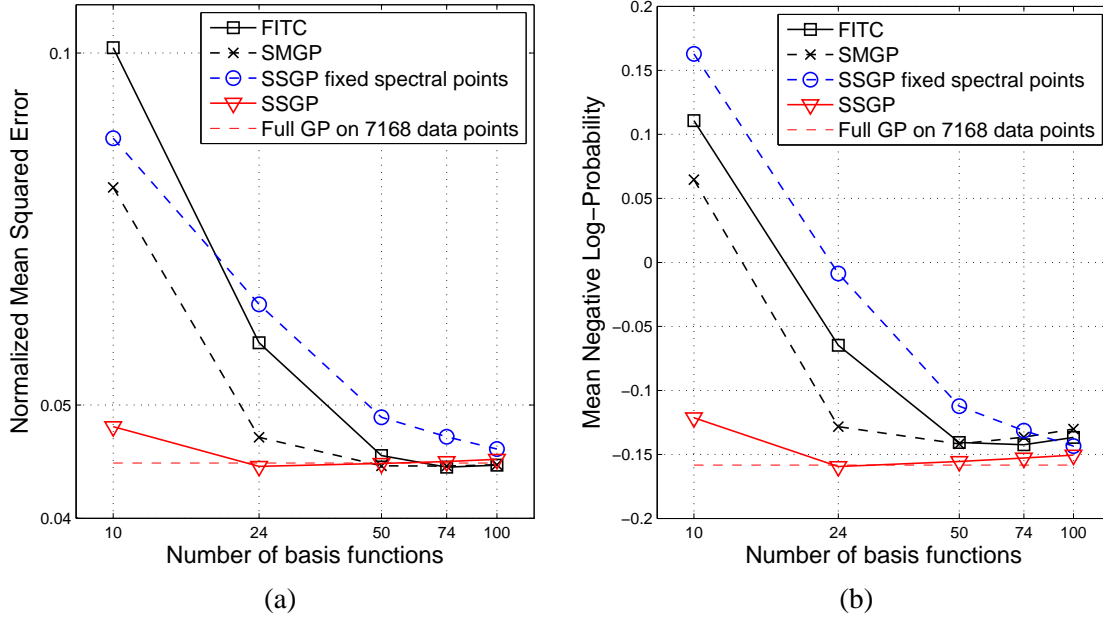 FITC
SMGP
SSGP fixed spectral points
SSGP
Full GP on 7168 data points
0.1
0.05
0.04
Normalized Mean Squared Error
10 24 50 74 100
Number of basis functions
(a)
FITC
SMGP
SSGP fixed spectral points
SSGP
Full GP on 7168 data points
0.2
0.15
0.1
0.05
0
−0.05
−0.1
−0.15
−0.2
Mean Negative Log−Probability
10 24 50 74 100
Number of basis functions
(b)